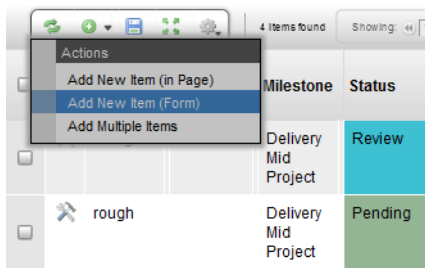 4 Items found
Showing:
Actions
Add New Item (in Page)
Add New Item (Form)
Add Multiple Items
Milestone
Status
Delivery
Mid
Project
Review
rough
Delivery
Mid
Project
Pending